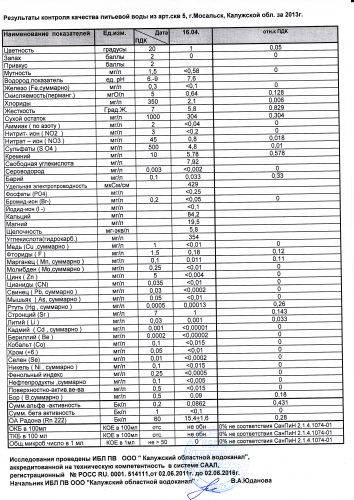 Результаты контроля качества питьевой воды из арт.скв 5, г.Мосальск, Калужской обл. за 2013г.
Наименование показателей Ед.изм. Дата 16.04. отн.к ПДК
ПДК
Цветность градусы 20 1 0,05
Запах баллы 2 0 0
Привкус баллы 2
Мутность мг/л 1,5 <0,58 0
Водород.показатель ед. pH 6.-9 7,6
Железо (Fe,суммарно) мг/л 0,3 <0,1 0
Окисляемость(перманг.) мгО/л 5 0,64 0,128
Хлориды мг/л 350 2,1 0,006
Жесткость Град.Ж, 7 5,8 0,829
Сухой остаток мг/л 1000 304 0,304
Аммиак ( по азоту ) мг/л 2 <0,04 0
Нитрит- ион ( NO2 ) мг/л 3 <0,2 0
Нитрат – ион ( NO3 ) мг/л 45 0,8 0,018
Сульфаты (S O4 ) мг/л 500 4,8 0,01
Кремний мг/л 10 5,78 0,578
Свободная углекислота мг/л 7,92
Сероводород мг/л 0,003 <0,002 0
Барий мг/л 0,1 0,033 0,33
Удельная электропроводность мкСм/см 429
Фосфаты (PO4) мг/л <0,25
Бромид-ион (Br-) мг/л 0,2 <0,05 0
Йодид-ион (I -) мг/л <0,1
Кальций мг/л 84,2
Магний мг/л 19,5
Щелочность мг-экв/л 5,8
Углекислота(гидрокарб.) мг/л 354
Медь (Cu ,суммарно ) мг/л 1 <0,01 0
Фториды ( F ) мг/л 1,5 0,18 0,12
Марганец ( Mn, суммарно ) мг/л 0,1 0,011 0,11
Молибден ( Mo,суммарно ) мг/л 0,25 <0,01 0
Цинк ( Zn ) мг/л 5 <0,004 0
Цианиды (CN) мг/л 0,035 <0,01 0
Свинец ( Pb, суммарно ) мг/л 0,03 <0,0002 0
Мышьяк ( As, суммарно ) мг/л 0,05 <0,01 0
Ртуть (Hg , суммарно ) мг/л 0,0005 0,00013 0,26
Стронций (Sr ) мг/л 7 1 0,143
Литий ( Li ) мг/л 0,03 0,001 0,033
Кадмий ( Cd , суммарно ) мг/л 0,001 <0,00001 0
Бериллий ( Be ) мг/л 0,0002 <0,00002 0
Кобальт (Co) мг/л 0,1 <0,015 0
Хром (+6.) мг/л 0,05 <0,01 0
Селен (Se) мг/л 0,01 <0,0002 0
Никель ( Ni , суммарно ) мг/л 0,1 <0,015 0
Фенольный индекс мг/л 0,25 <0,0005 0
Нефтепродукты ,суммарно мг/л 0,1 <0,005 0
Поверхностно-актив.ве-ва мг/л 0,5 <0,015 0
Бор ( B,суммарно ) мг/л 0,5 0,09 0,18
Сумм.альфа -активность Бк/л 0,2 0,0862 0,431
Сумм. бета активность Бк/л 1 <0,1 0
ОА Радона (Rn 222) Бк/л 60 15,4±1,6 0,26
ОКБ в 100мл КОЕ в 100мл отс не обн 0% не соответствия СанПиН 2.1.4.1074-01
ТКБ в 100 мл КОЕ в 100мл отс не обн 0% не соответствия СанПиН 2.1.4.1074-01
Общ.микроб число в 1 мл КОЕ в 1мл не > 50 0 0% не соответствия СанПиН 2.1.4.1074-01
Исследования проведены ИБЛ ПВ ООО " Калужский областной водоканал",
аккредитованной на техническую компетентность в системе СААЛ,
регистрационный № РОСС RU. 0001. 514111,от 02.06.2011г. до 02.06.2016г.
Начальник ИБЛ ПВ ООО "Калужский областной водоканал" В.А.Юданова